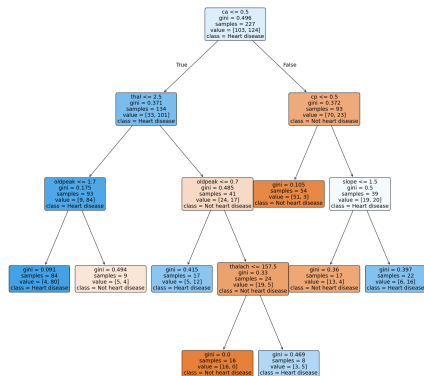 ca <= 0.5
gini = 0.496
samples = 227
value = [103, 124]
class = Heart disease
True
False
thal <= 2.5
gini = 0.371
samples = 134
value = [33, 101]
class = Heart disease
cp <= 0.5
gini = 0.372
samples = 93
value = [70, 23]
class = Not heart disease
oldpeak <= 1.7
gini = 0.175
samples = 93
value = [9, 84]
class = Heart disease
oldpeak <= 0.7
gini = 0.485
samples = 41
value = [24, 17]
class = Not heart disease
gini = 0.105
samples = 54
value = [51, 3]
class = Not heart disease
slope <= 1.5
gini = 0.5
samples = 39
value = [19, 20]
class = Heart disease
gini = 0.091
samples = 84
value = [4, 80]
class = Heart disease
gini = 0.494
samples = 9
value = [5, 4]
class = Not heart disease
gini = 0.415
samples = 17
value = [5, 12]
class = Heart disease
thalach <= 157.5
gini = 0.33
samples = 24
value = [19, 5]
class = Not heart disease
gini = 0.36
samples = 17
value = [13, 4]
class = Not heart disease
gini = 0.397
samples = 22
value = [6, 16]
class = Heart disease
gini = 0.0
samples = 16
value = [16, 0]
class = Not heart disease
gini = 0.469
samples = 8
value = [3, 5]
class = Heart disease